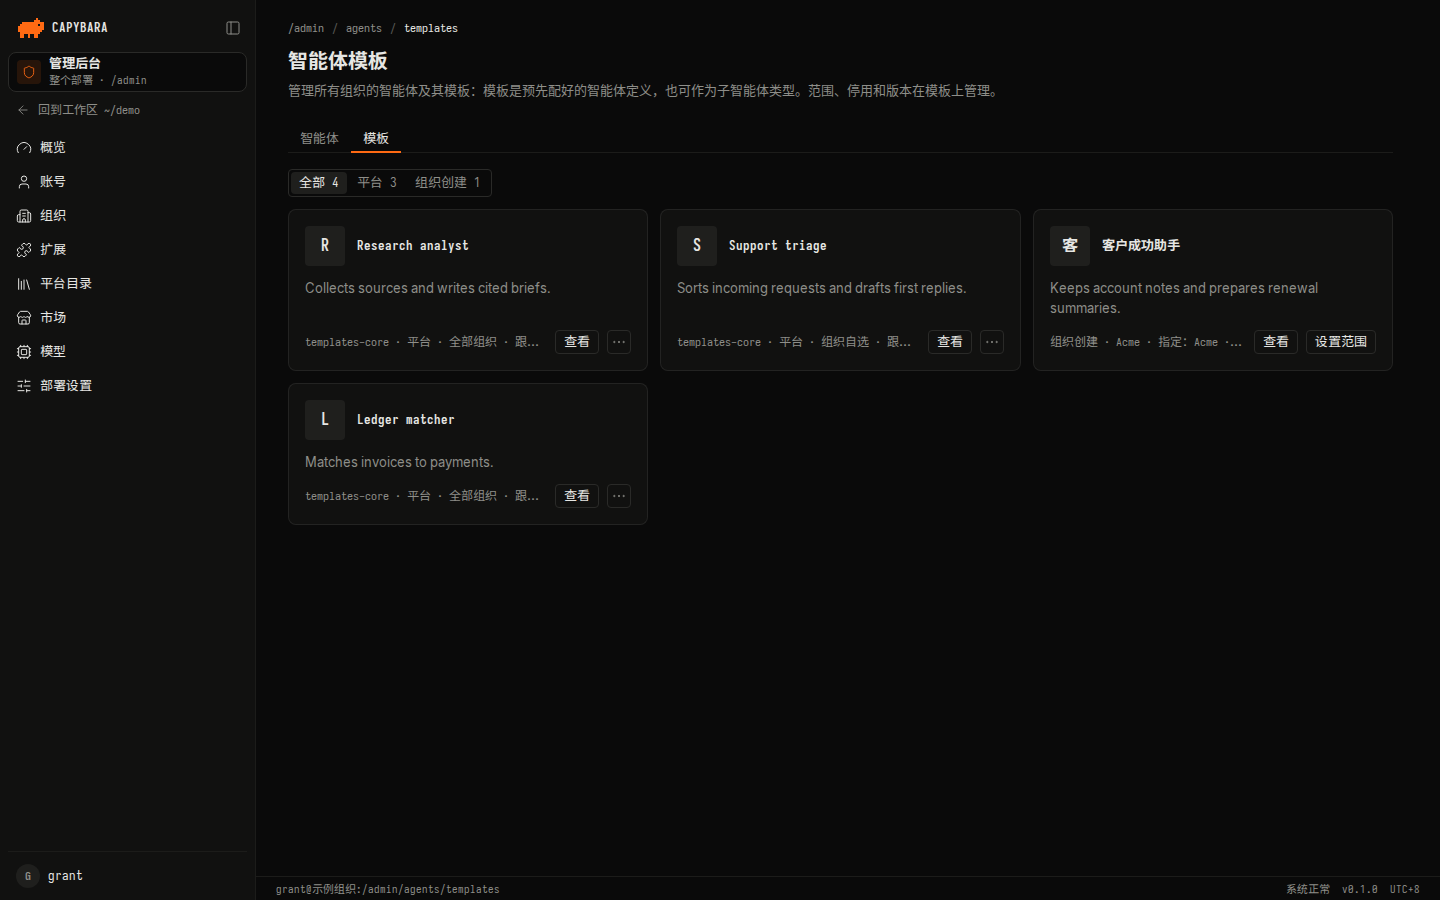 CAPYBARA
管理后台
整个部署 · /admin
回到工作区 ~/demo
概览
账号
组织
扩展
平台目录
市场
模型
部署设置
G grant
/admin / agents / templates
智能体模板
管理所有组织的智能体及其模板：模板是预先配好的智能体定义，也可作为子智能体类型。范围、停用和版本在模板上管理。
智能体 模板
全部 4 平台 3 组织创建 1
R Research analyst
Collects sources and writes cited briefs.
templates-core · 平台 · 全部组织 · 跟... 查看 ···
S Support triage
Sorts incoming requests and drafts first replies.
templates-core · 平台 · 组织自选 · 跟... 查看 ···
客 客户成功助手
Keeps account notes and prepares renewal
summaries.
组织创建 · Acme · 指定：Acme ·... 查看 设置范围
L Ledger matcher
Matches invoices to payments.
templates-core · 平台 · 全部组织 · 跟... 查看 ···
grant@示例组织:/admin/agents/templates
系统正常 v0.1.0 UTC+8